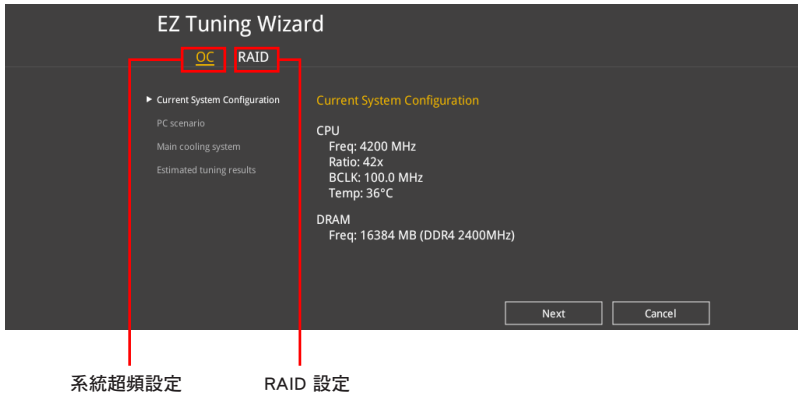 EZ Tuning Wizard
OC RAID
Current System Configuration
PC scenario
Main cooling system
Estimated tuning results
Current System Configuration
CPU
Freq: 4200 MHz
Ratio: 42x
BCLK: 100.0 MHz
Temp: 36°C
DRAM
Freq: 16384 MB (DDR4 2400MHz)
Next Cancel
系統超頻設定 RAID 設定